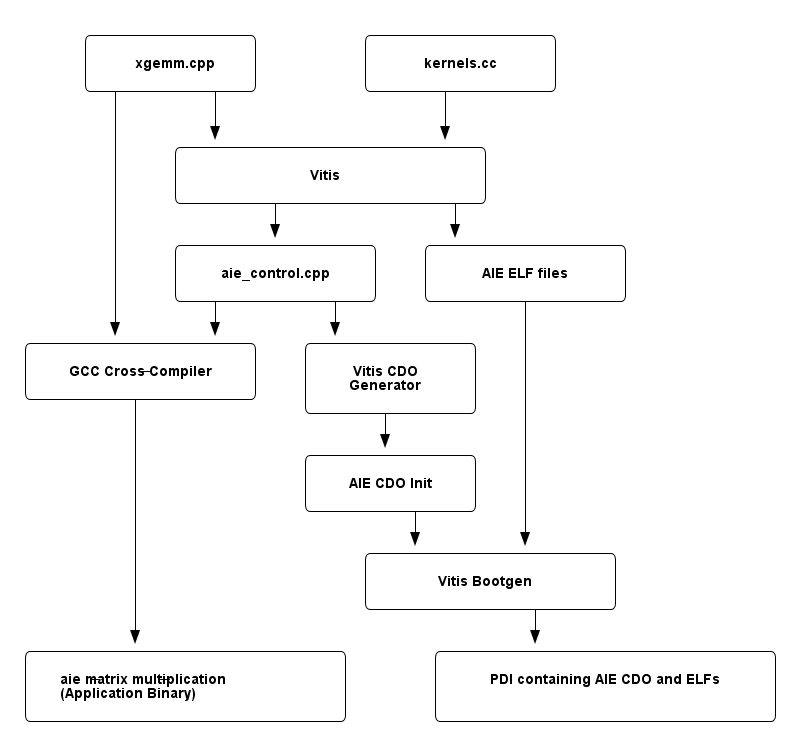 xgemm.cpp
kernels.cc
Vitis
aie_control.cpp
AIE ELF files
GCC Cross-Compiler
Vitis CDO
Generator
AIE CDO Init
Vitis Bootgen
aie matrix multiplication
(Application Binary)
PDI containing AIE CDO and ELFs